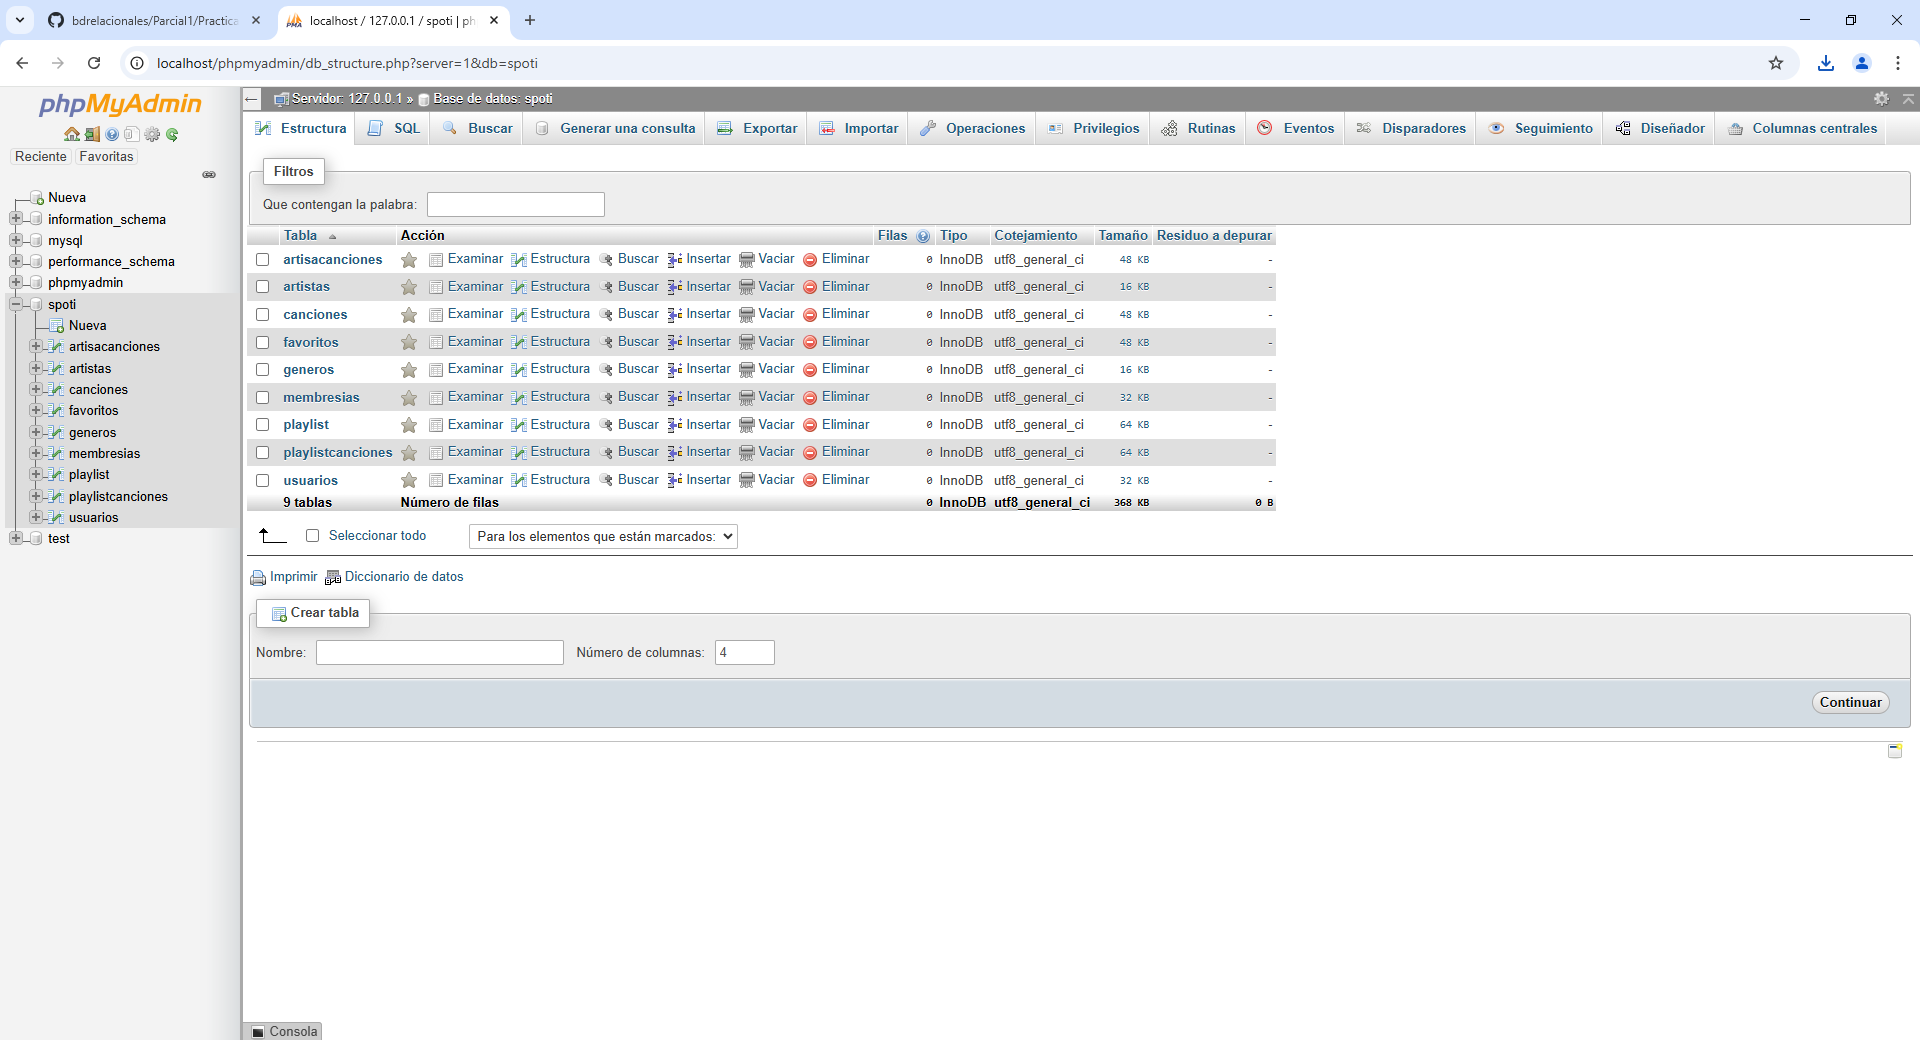 bdrelacionales/Parcial1/Practica
localhost / 127.0.0.1 / spoti | ph
localhost/phpmyadmin/db_structure.php?server=1&db=spoti
phpMyAdmin
Reciente Favoritas
Nueva
information_schema
mysql
performance_schema
phpmyadmin
spoti
Nueva
artisacanciones
artistas
canciones
favoritos
generos
membresias
playlist
playlistcanciones
usuarios
test
Servidor: 127.0.0.1 » Base de datos: spoti
Estructura SQL Buscar Generar una consulta Exportar Importar Operaciones Privilegios Rutinas Eventos Disparadores Seguimiento Diseñador Columnas centrales
Filtros
Que contengan la palabra:
Tabla Acción Filas Tipo Cotejamiento Tamaño Residuo a depurar
artisacanciones Examinar Estructura Buscar Insertar Vaciar Eliminar 0 InnoDB utf8_general_ci 48 KB -
artistas Examinar Estructura Buscar Insertar Vaciar Eliminar 0 InnoDB utf8_general_ci 16 KB -
canciones Examinar Estructura Buscar Insertar Vaciar Eliminar 0 InnoDB utf8_general_ci 48 KB -
favoritos Examinar Estructura Buscar Insertar Vaciar Eliminar 0 InnoDB utf8_general_ci 48 KB -
generos Examinar Estructura Buscar Insertar Vaciar Eliminar 0 InnoDB utf8_general_ci 16 KB -
membresias Examinar Estructura Buscar Insertar Vaciar Eliminar 0 InnoDB utf8_general_ci 32 KB -
playlist Examinar Estructura Buscar Insertar Vaciar Eliminar 0 InnoDB utf8_general_ci 64 KB -
playlistcanciones Examinar Estructura Buscar Insertar Vaciar Eliminar 0 InnoDB utf8_general_ci 64 KB -
usuarios Examinar Estructura Buscar Insertar Vaciar Eliminar 0 InnoDB utf8_general_ci 32 KB -
9 tablas Número de filas 0 InnoDB utf8_general_ci 368 KB 0 B
Seleccionar todo Para los elementos que están marcados:
Imprimir Diccionario de datos
Crear tabla
Nombre: Número de columnas: 4
Continuar
Consola